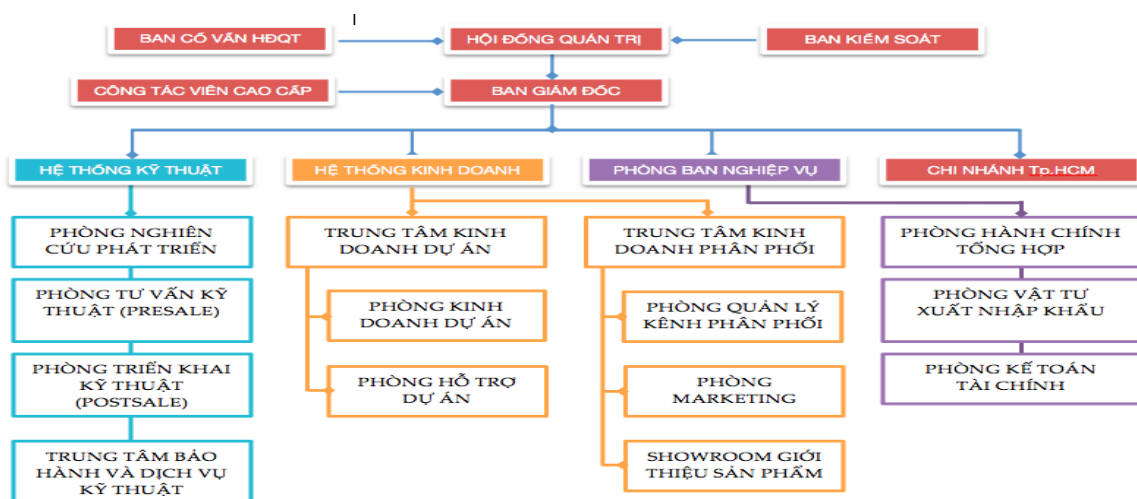 BAN CỐ VẤN HĐQT
HỘI ĐỒNG QUẢN TRỊ
BAN KIỂM SOÁT
CÔNG TÁC VIÊN CAO CẤP
BAN GIÁM ĐỐC
HỆ THỐNG KỸ THUẬT
HỆ THỐNG KINH DOANH
PHÒNG BAN NGHIỆP VỤ
CHI NHÁNH Tp.HCM
PHÒNG NGHIÊN
CỨU PHÁT TRIỂN
PHÒNG TƯ VẤN KỸ
THUẬT (PRESALE)
PHÒNG TRIỂN KHAI
KỸ THUẬT
(POSTSALE)
TRUNG TÂM BẢO
HÀNH VÀ DỊCH VỤ
KỸ THUẬT
TRUNG TÂM KINH
DOANH DỰ ÁN
PHÒNG KINH
DOANH DỰ ÁN
PHÒNG HỖ TRỢ
DỰ ÁN
TRUNG TÂM KINH
DOANH PHÂN PHỐI
PHÒNG QUẢN LÝ
KÊNH PHÂN PHỐI
PHÒNG
MARKETING
SHOWROOM GIỚI
THIỆU SẢN PHẨM
PHÒNG HÀNH CHÍNH
TỔNG HỢP
PHÒNG VẬT TƯ
XUẤT NHẬP KHẨU
PHÒNG KẾ TOÁN
TÀI CHÍNH